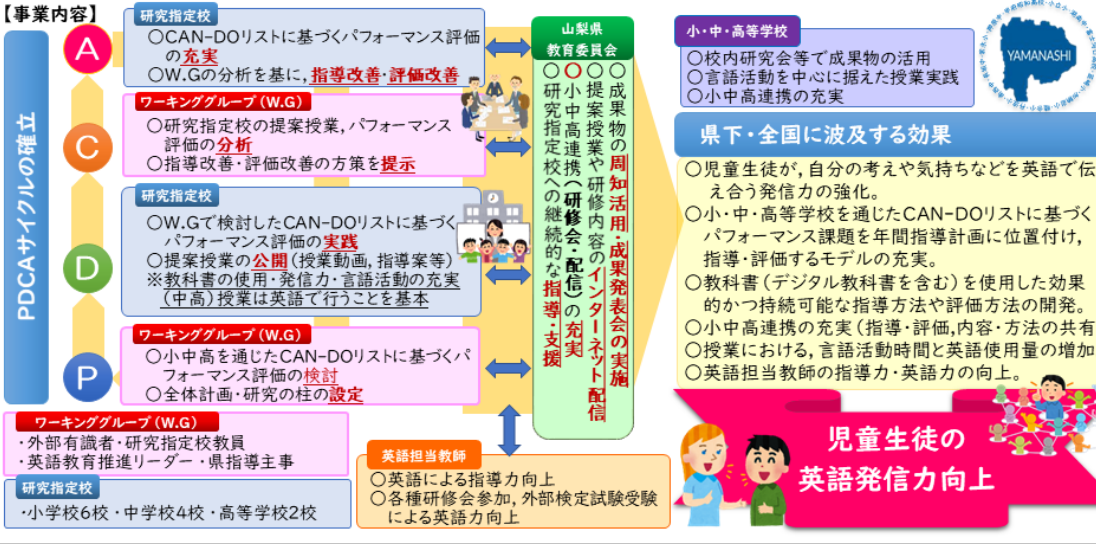 【事業内容】
PDCAサイクルの確立
A
研究指定校
○CAN-DOリストに基づくパフォーマンス評価
の充実
○W.Gの分析を基に,指導改善・評価改善
C
ワーキンググループ(W.G)
○研究指定校の提案授業,パフォーマンス
評価の分析
○指導改善・評価改善の方策を提示
D
研究指定校
○W.Gで検討したCAN-DOリストに基づく
パフォーマンス評価の実践
○提案授業の公開(授業動画,指導案等)
※教科書の使用・発信力・言語活動の充実
(中高)授業は英語で行うことを基本
P
ワーキンググループ(W.G)
○小中高を通じたCAN-DOリストに基づくパ
フォーマンス評価の検討
○全体計画・研究の柱の設定
ワーキンググループ(W.G)
・外部有識者・研究指定校教員
・英語教育推進リーダー・県指導主事
研究指定校
・小学校6校・中学校4校・高等学校2校
山梨県
教育委員会
○成果物の周知活用・成果発表会の実施
○提案授業や研修内容のインターネット配信
○小中高連携(研修会・配信)の充実
○研究指定校への継続的な指導・支援
英語担当教師
○英語による指導力向上
○各種研修会参加,外部検定試験受験
による英語力向上
小・中・高等学校
○校内研究会等で成果物の活用
○言語活動を中心に据えた授業実践
○小中高連携の充実
YAMANASHI
県下・全国に波及する効果
○児童生徒が,自分の考えや気持ちなどを英語で伝
え合う発信力の強化。
○小・中・高等学校を通じたCAN-DOリストに基づく
パフォーマンス課題を年間指導計画に位置付け,
指導・評価するモデルの充実。
○教科書(デジタル教科書を含む)を使用した効果
的かつ持続可能な指導方法や評価方法の開発。
○小中高連携の充実(指導・評価,内容・方法の共有
○授業における,言語活動時間と英語使用量の増加
○英語担当教師の指導力・英語力の向上。
児童生徒の
英語発信力向上